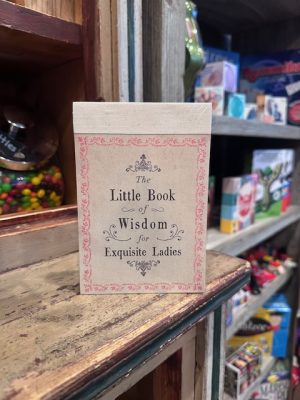 The
Little Book
of
Wisdom
for
Exquisite Ladies